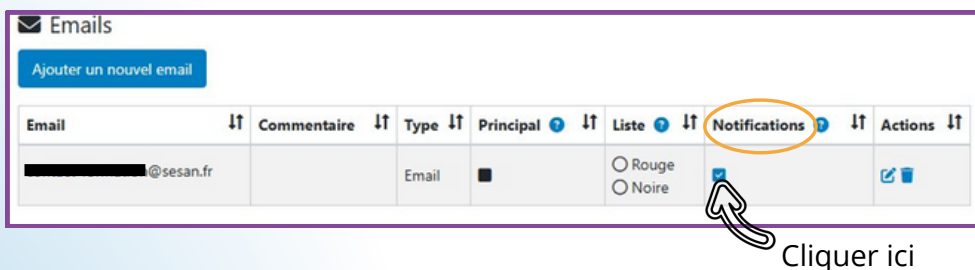 Emails
Ajouter un nouvel email
Email Commentaire Type Principal Liste Notifications Actions
@sesan.fr Email Rouge
Noire
Cliquer ici